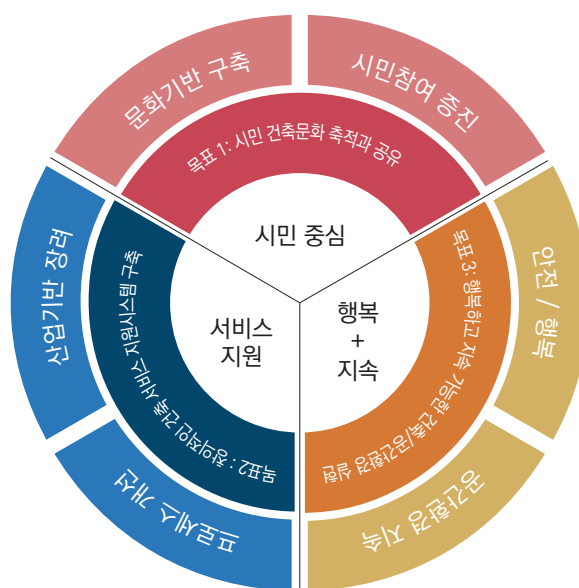 문화기반 구축
시민참여 증진
목표 1: 시민 건축문화 축적과 공유
시민 중심
산업기반 장려
목표2 : 창의적인 건축 서비스 지원시스템 구축
서비스
지원
행복
+
지속
목표 3: 행복하고 지속 가능한 건축/공간환경 실현
안전 / 행복
프로세스 개선
공간환경 지속